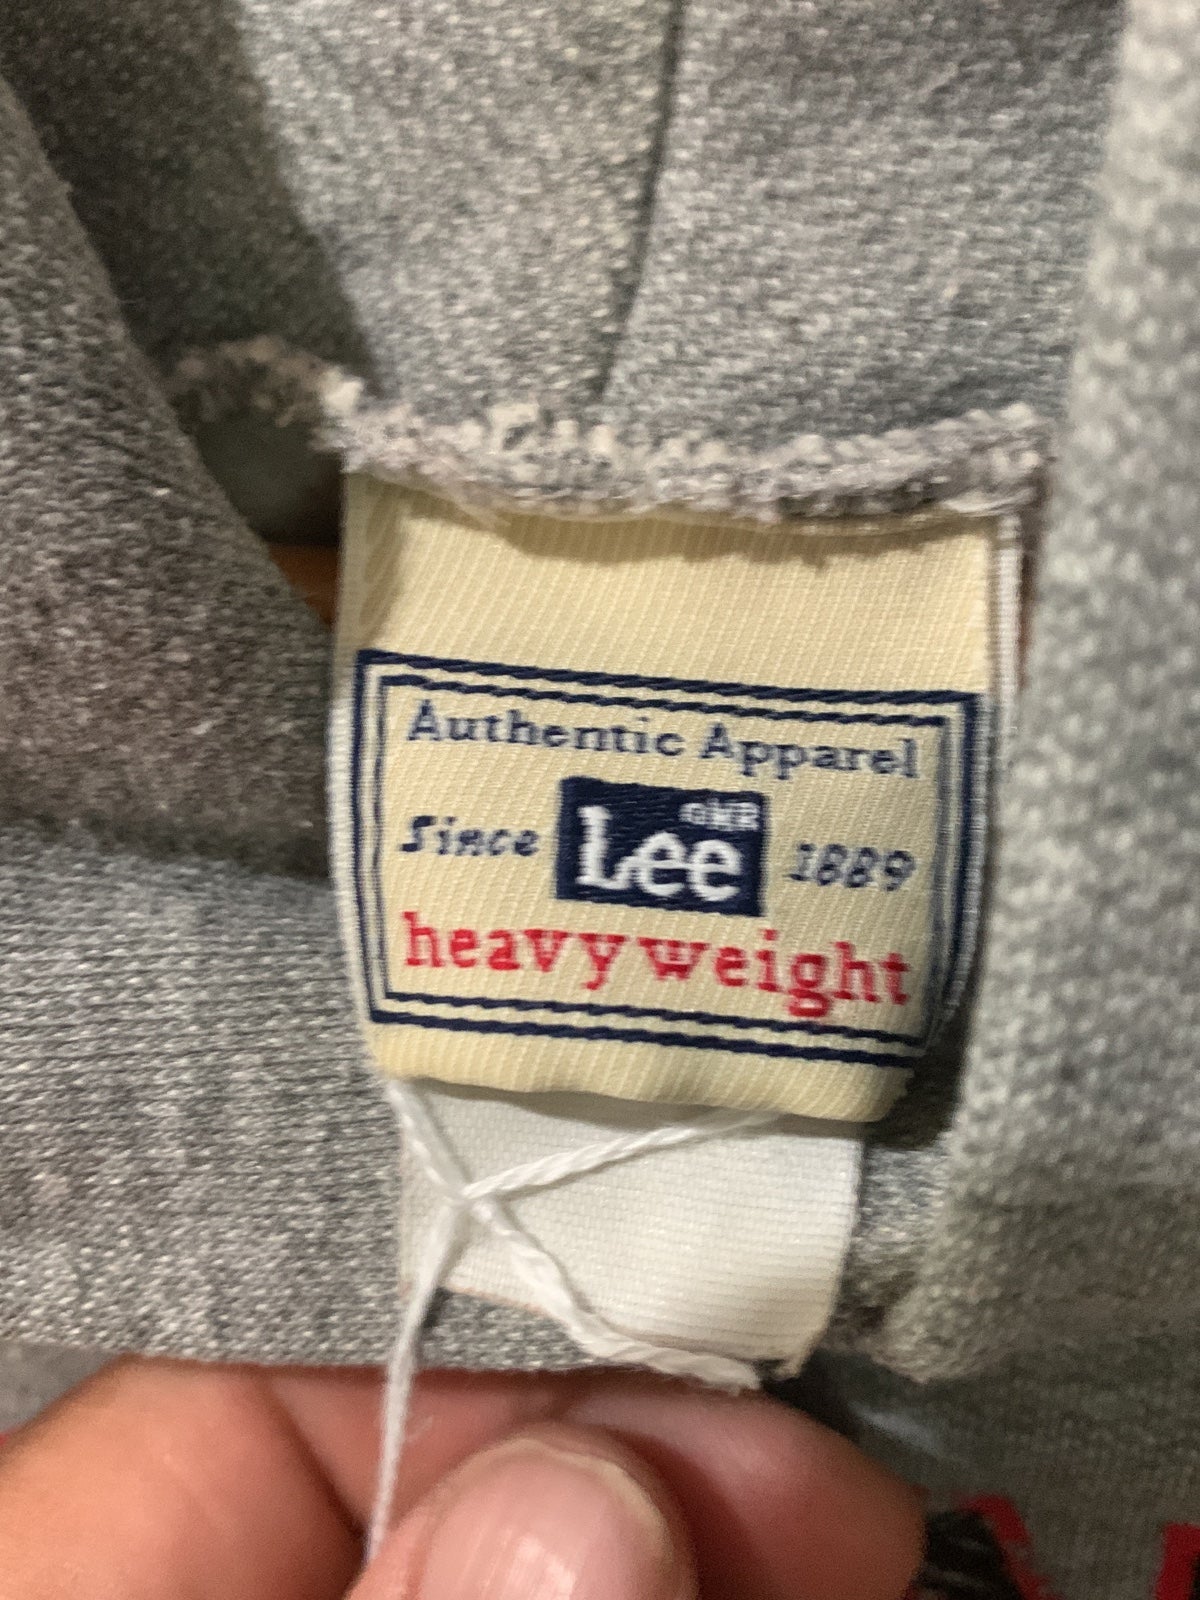 Authentic Apparel
Since Lee 1889
heavyweight